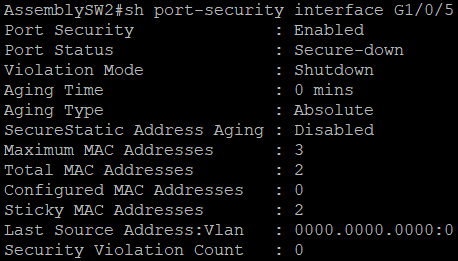 AssemblySW2#sh port-security interface G1/0/5
Port Security              : Enabled
Port Status                : Secure-down
Violation Mode             : Shutdown
Aging Time                 : 0 mins
Aging Type                 : Absolute
SecureStatic Address Aging : Disabled
Maximum MAC Addresses      : 3
Total MAC Addresses        : 2
Configured MAC Addresses   : 0
Sticky MAC Addresses       : 2
Last Source Address:Vlan   : 0000.0000.0000:0
Security Violation Count   : 0